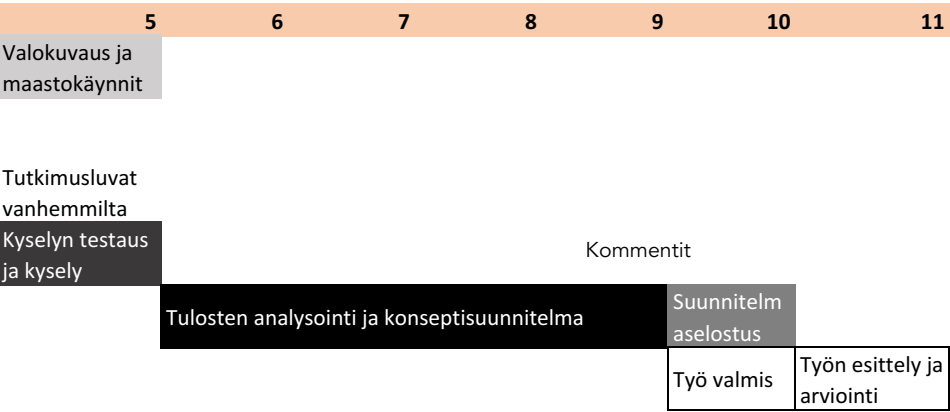 5 6 7 8 9 10 11
Valokuvaus ja
maastokäynnit
Tutkimusluvat
vanhemmilta
Kyselyn testaus
ja kysely
Kommentit
Tulosten analysointi ja konseptisuunnitelma
Suunnitelm
aselostus
Työ valmis
Työn esittely ja
arviointi